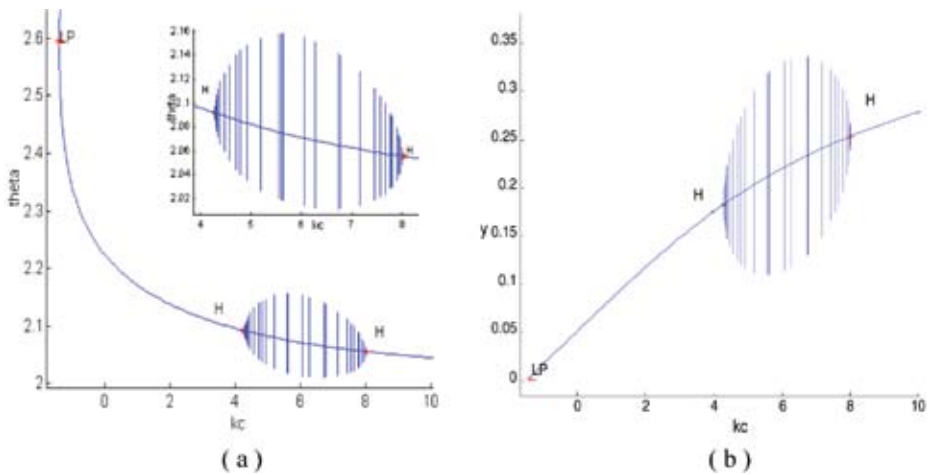 2.6
LP
2.5
2.4
2.3
2.2
2.1
2
theta
H
H
0
2
4
6
8
10
kc
2.16
2.14
2.12
2.1
2.08
2.06
2.04
2.02
theta
H
H
4
5
6
7
8
kc
( a )
0.35
0.3
0.25
0.2
0.15
0.1
0.05
0
y
LP
H
H
0
2
4
6
8
10
kc
( b )